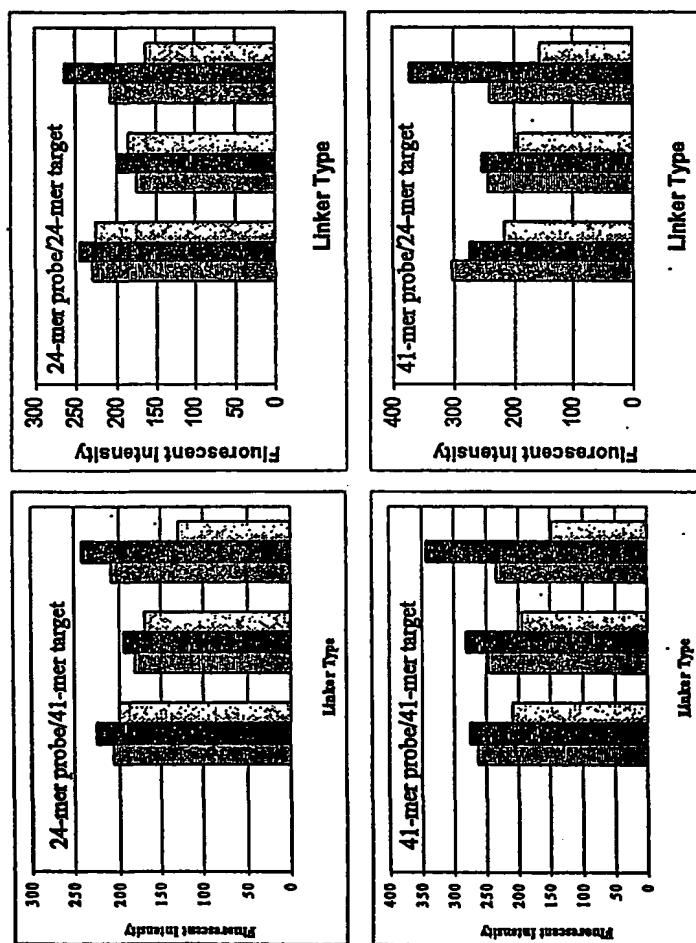 24-mer probe/24-mer target
300
250
200
150
100
50
0
Fluorescent Intensity
Linker Type
41-mer probe/24-mer target
400
300
200
100
0
Fluorescent Intensity
Linker Type
24-mer probe/41-mer target
300
250
200
150
100
50
0
Fluorescent Intensity
Linker Type
41-mer probe/41-mer target
400
350
300
250
200
150
100
50
0
Fluorescent Intensity
Linker Type